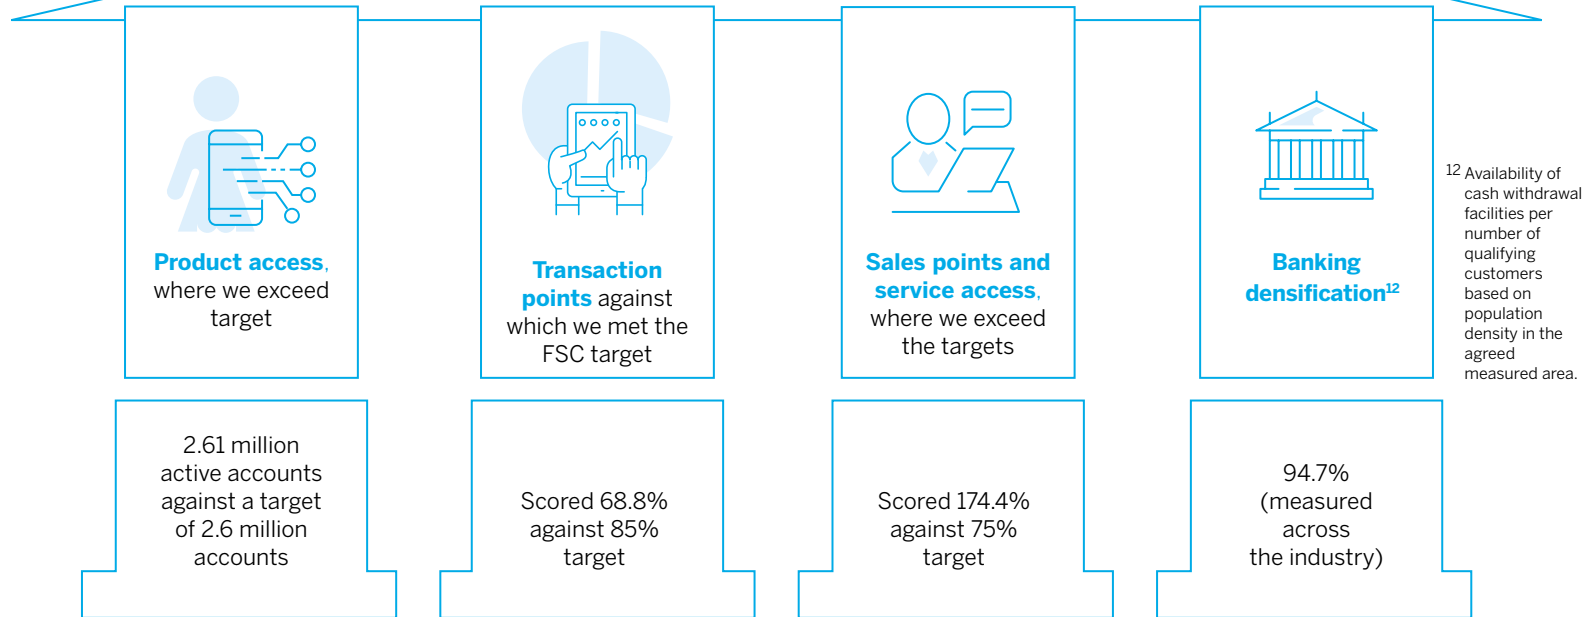 Product access,
where we exceed
target
Transaction
points against
which we met the
FSC target
Sales points and
service access,
where we exceed
the targets
Banking
densification12
12 Availability of
cash withdrawal
facilities per
number of
qualifying
customers
based on
population
density in the
agreed
measured area.
2.61 million
active accounts
against a target
of 2.6 million
accounts
Scored 68.8%
against 85%
target
Scored 174.4%
against 75%
target
94.7%
(measured
across
the industry)